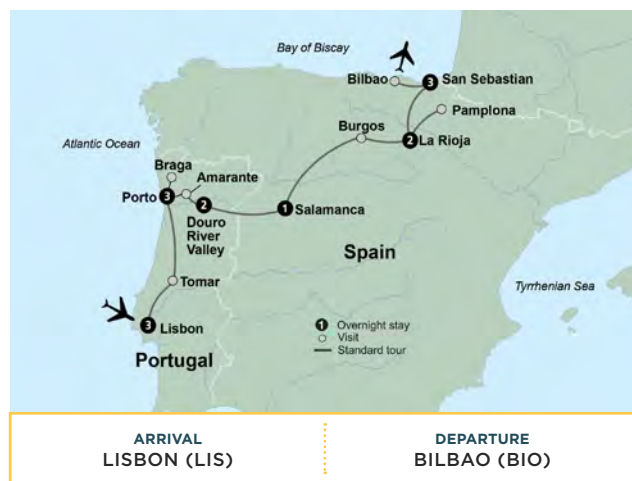 Bay of Biscay
Bilbao
3 San Sebastian
Pamplona
Burgos
2 La Rioja
Atlantic Ocean
Braga
Amarante
Porto 3
2
Douro
River
Valley
1 Salamanca
Spain
Tomar
Tyrrhenian Sea
3 Lisbon
Portugal
1 Overnight stay
Visit
Standard tour
ARRIVAL
LISBON (LIS)
DEPARTURE
BILBAO (BIO)